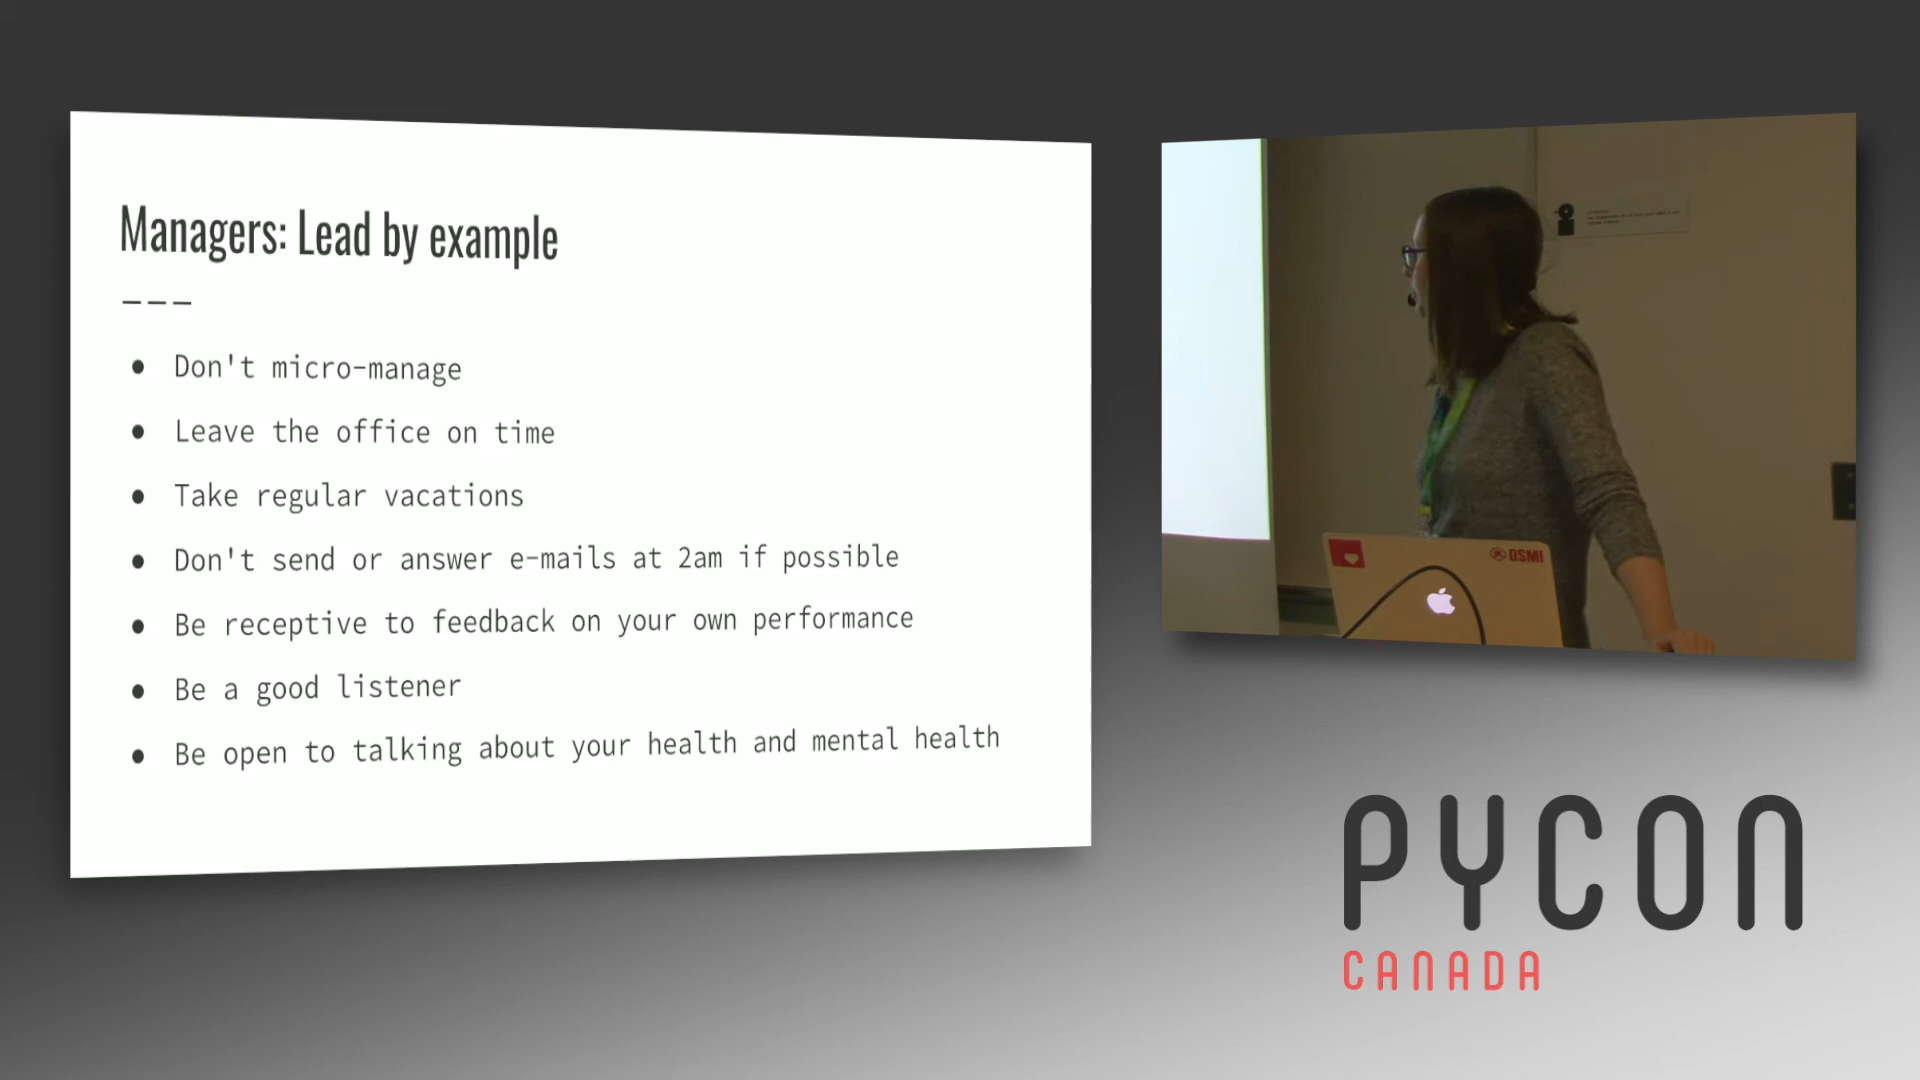 Managers: Lead by example
---
● Don't micro-manage
● Leave the office on time
● Take regular vacations
● Don't send or answer e-mails at 2am if possible
● Be receptive to feedback on your own performance
● Be a good listener
● Be open to talking about your health and mental health
OSMI
PYCON
CANADA